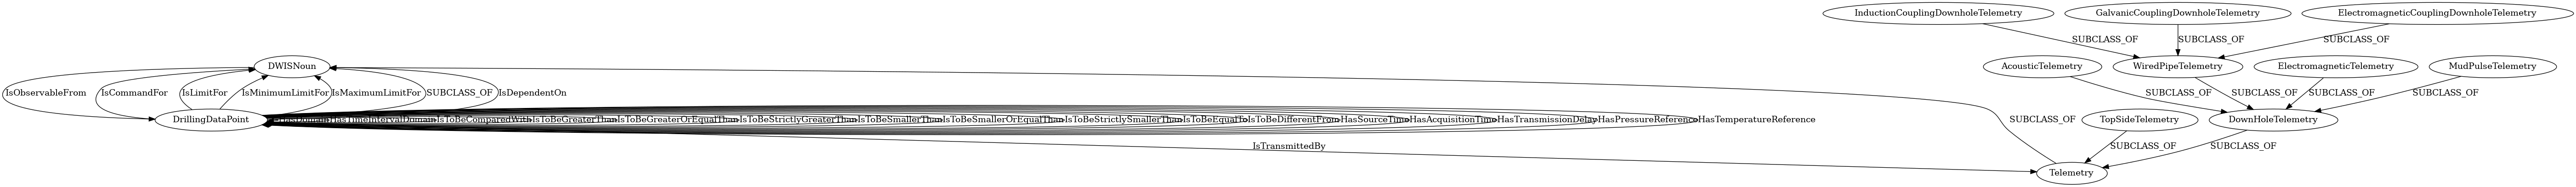 InductionCouplingDownholeTelemetry
GalvanicCouplingDownholeTelemetry
ElectromagneticCouplingDownholeTelemetry
SUBCLASS_OF
SUBCLASS_OF
SUBCLASS_OF
DWISNoun
AcousticTelemetry
WiredPipeTelemetry
ElectromagneticTelemetry
MudPulseTelemetry
IsObservableFrom
IsCommandFor
IsLimitFor
IsMinimumLimitFor
IsMaximumLimitFor
SUBCLASS_OF
IsDependentOn
SUBCLASS_OF
SUBCLASS_OF
SUBCLASS_OF
SUBCLASS_OF
DrillingDataPoint
IsToBeComparedWith
IsToBeGreaterThan
IsToBeGreaterOrEqualThan
IsToBeStrictlyGreaterThan
IsToBeSmallerThan
IsToBeSmallerOrEqualThan
IsToBeStrictlySmallerThan
IsToBeEqualTo
IsToBeDifferentFrom
HasSourceTime
HasAcquisitionTime
HasTransmissionDelay
HasPressureReference
HasTemperatureReference
SUBCLASS_OF
TopSideTelemetry
DownHoleTelemetry
IsTransmittedBy
SUBCLASS_OF
SUBCLASS_OF
Telemetry